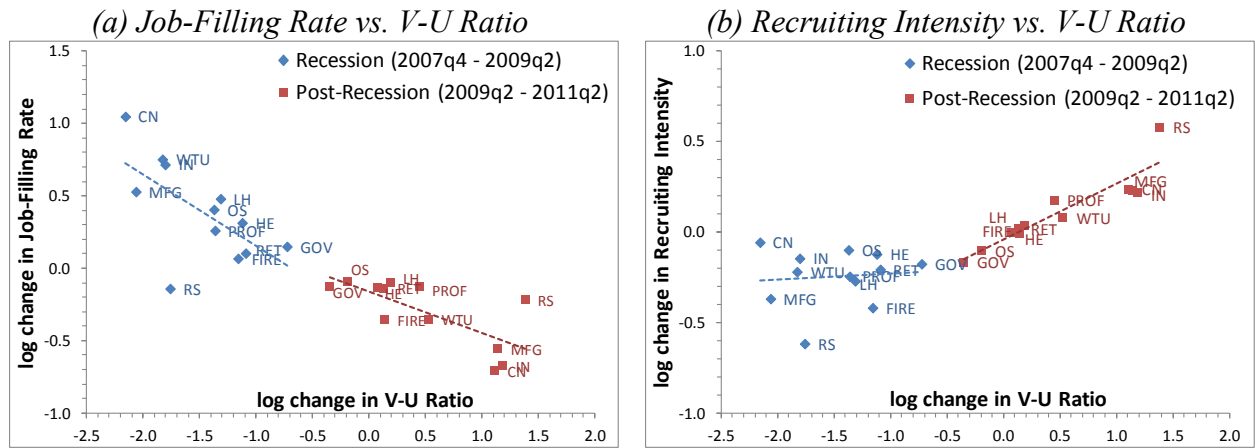 (a) Job-Filling Rate vs. V-U Ratio
log change in Job-Filling Rate
1.5
1.0
0.5
0.0
-0.5
-1.0
Recession (2007q4 - 2009q2)
Post-Recession (2009q2 - 2011q2)
CN
WTU
IN
MFG
LH
OS
HE
PROF
GOV
RET
FIRE
RS
OS
LH
GOV
HE
RET
PROF
RS
FIRE
WTU
MFG
IN
CN
log change in V-U Ratio
-2.5 -2.0 -1.5 -1.0 -0.5 0.0 0.5 1.0 1.5 2.0
(b) Recruiting Intensity vs. V-U Ratio
log change in Recruiting Intensity
1.0
0.5
0.0
-0.5
-1.0
Recession (2007q4 - 2009q2)
Post-Recession (2009q2 - 2011q2)
RS
MFG
CN
IN
PROF
WTU
LH
FIRE
RET
HE
OS
GOV
CN
OS
HE
IN
GOV
WTU
RET
PROF
LH
MFG
FIRE
RS
log change in V-U Ratio
-2.5 -2.0 -1.5 -1.0 -0.5 0.0 0.5 1.0 1.5 2.0